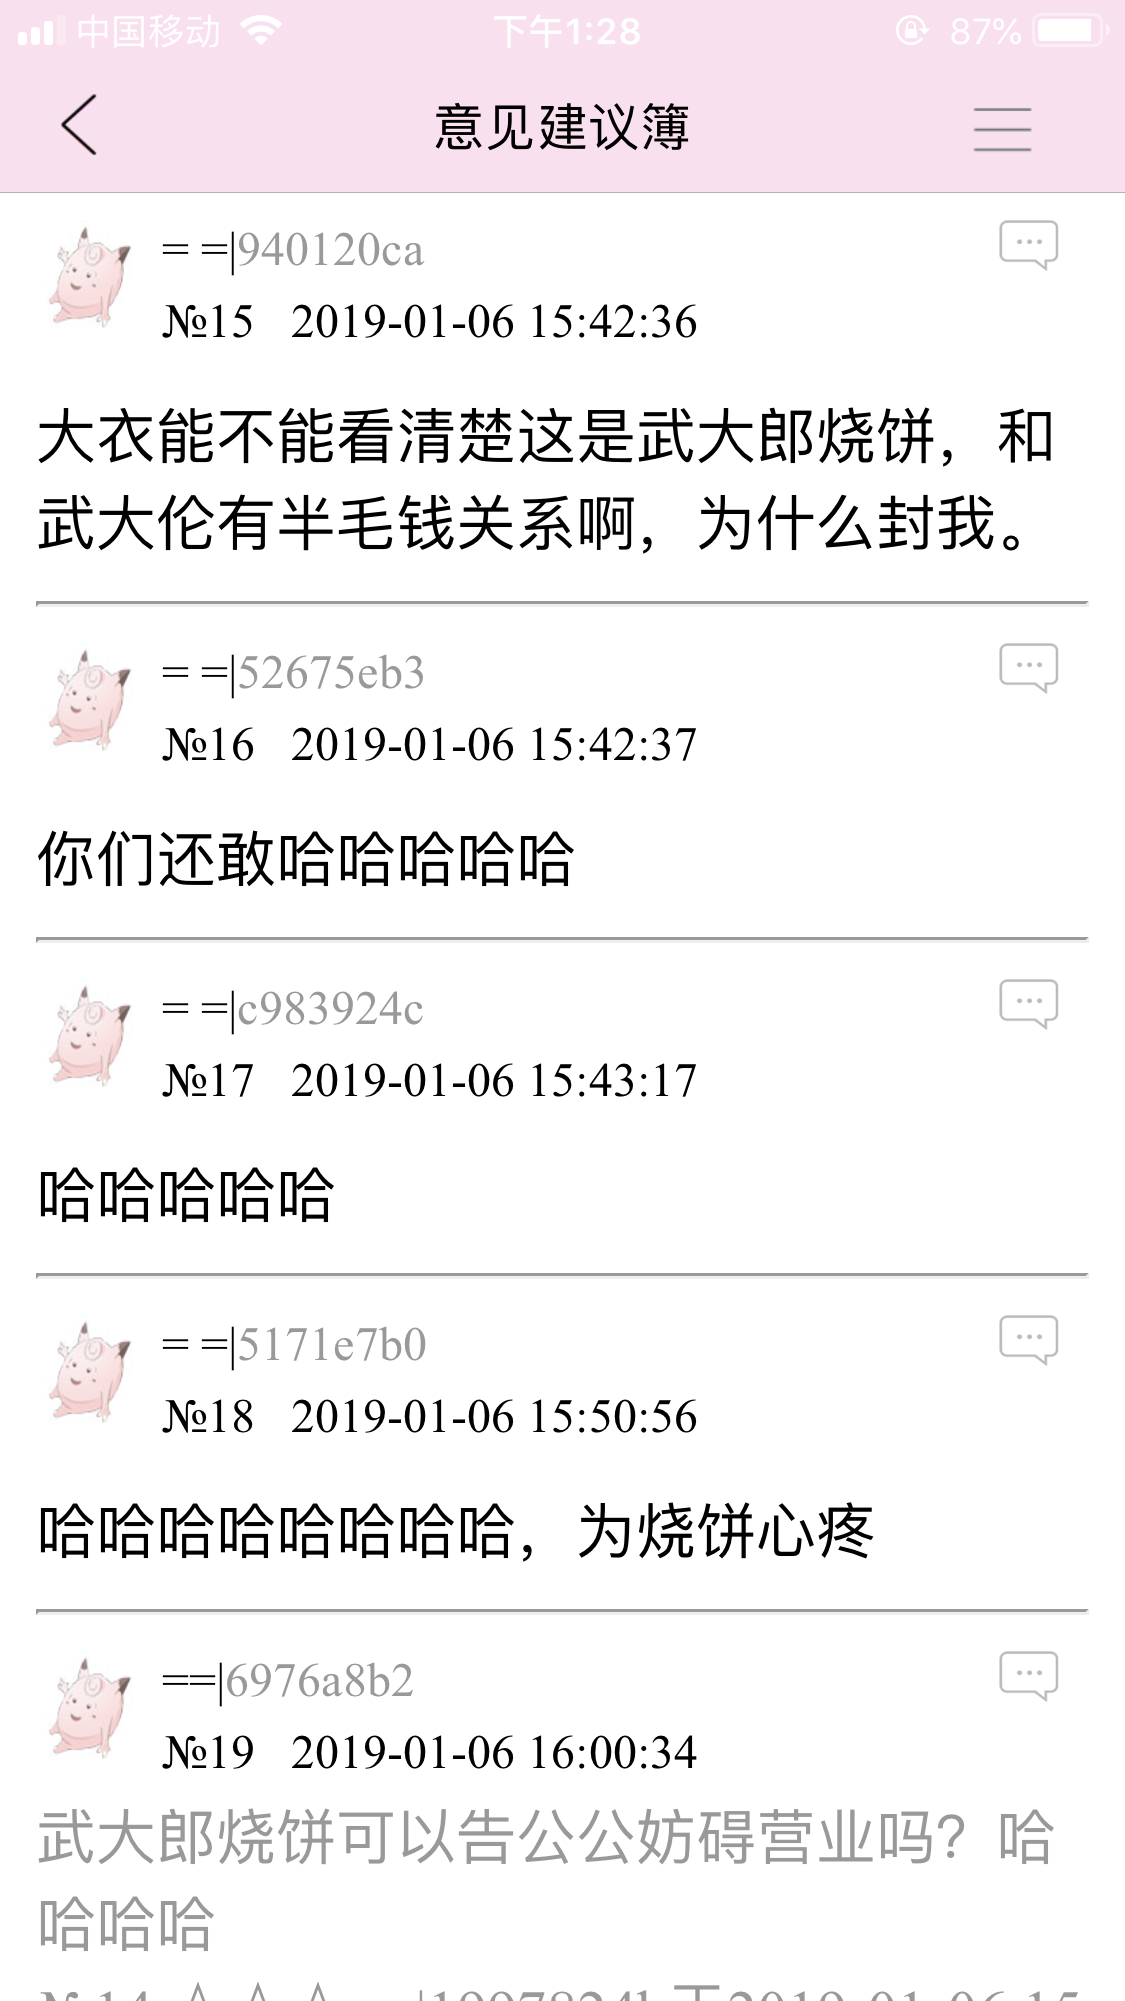 中国移动 下午1:28 87%
意见建议簿
= =|940120ca
№15 2019-01-06 15:42:36
大衣能不能看清楚这是武大郎烧饼，和
武大伦有半毛钱关系啊，为什么封我。
= =|52675eb3
№16 2019-01-06 15:42:37
你们还敢哈哈哈哈哈
= =|c983924c
№17 2019-01-06 15:43:17
哈哈哈哈哈
= =|5171e7b0
№18 2019-01-06 15:50:56
哈哈哈哈哈哈哈哈，为烧饼心疼
==|6976a8b2
№19 2019-01-06 16:00:34
武大郎烧饼可以告公公妨碍营业吗？哈
哈哈哈